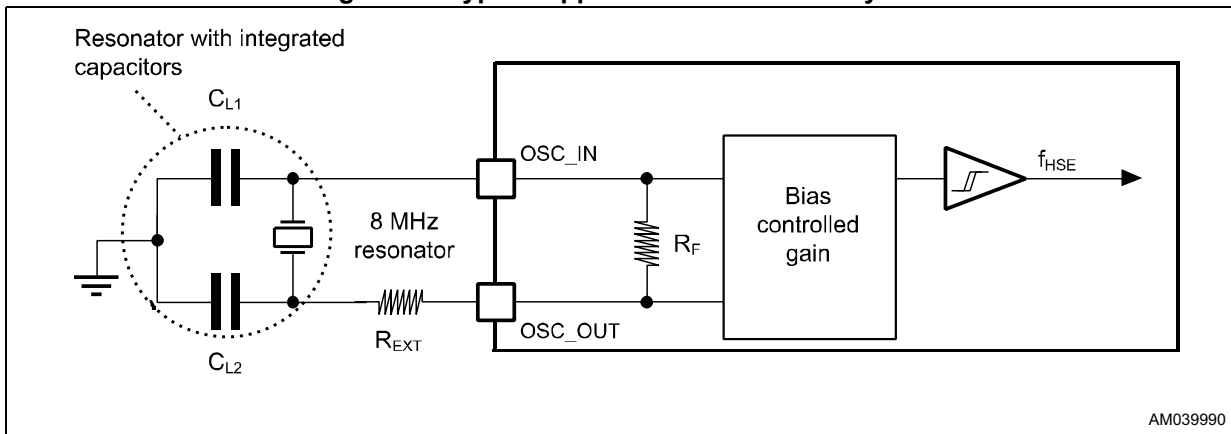 Resonator with integrated
capacitors
CL1
OSC_IN
fHSE
8 MHz
resonator
RF
Bias
controlled
gain
REXT
OSC_OUT
CL2
AM039990